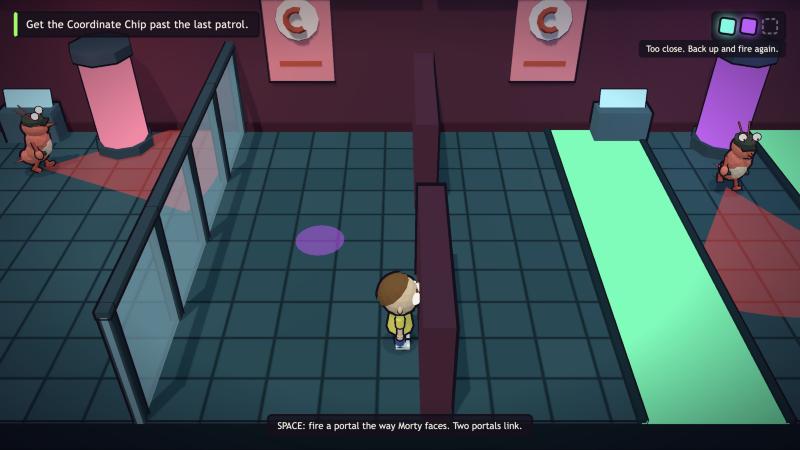 Get the Coordinate Chip past the last patrol.
Too close. Back up and fire again.
C
C
SPACE: fire a portal the way Morty faces. Two portals link.